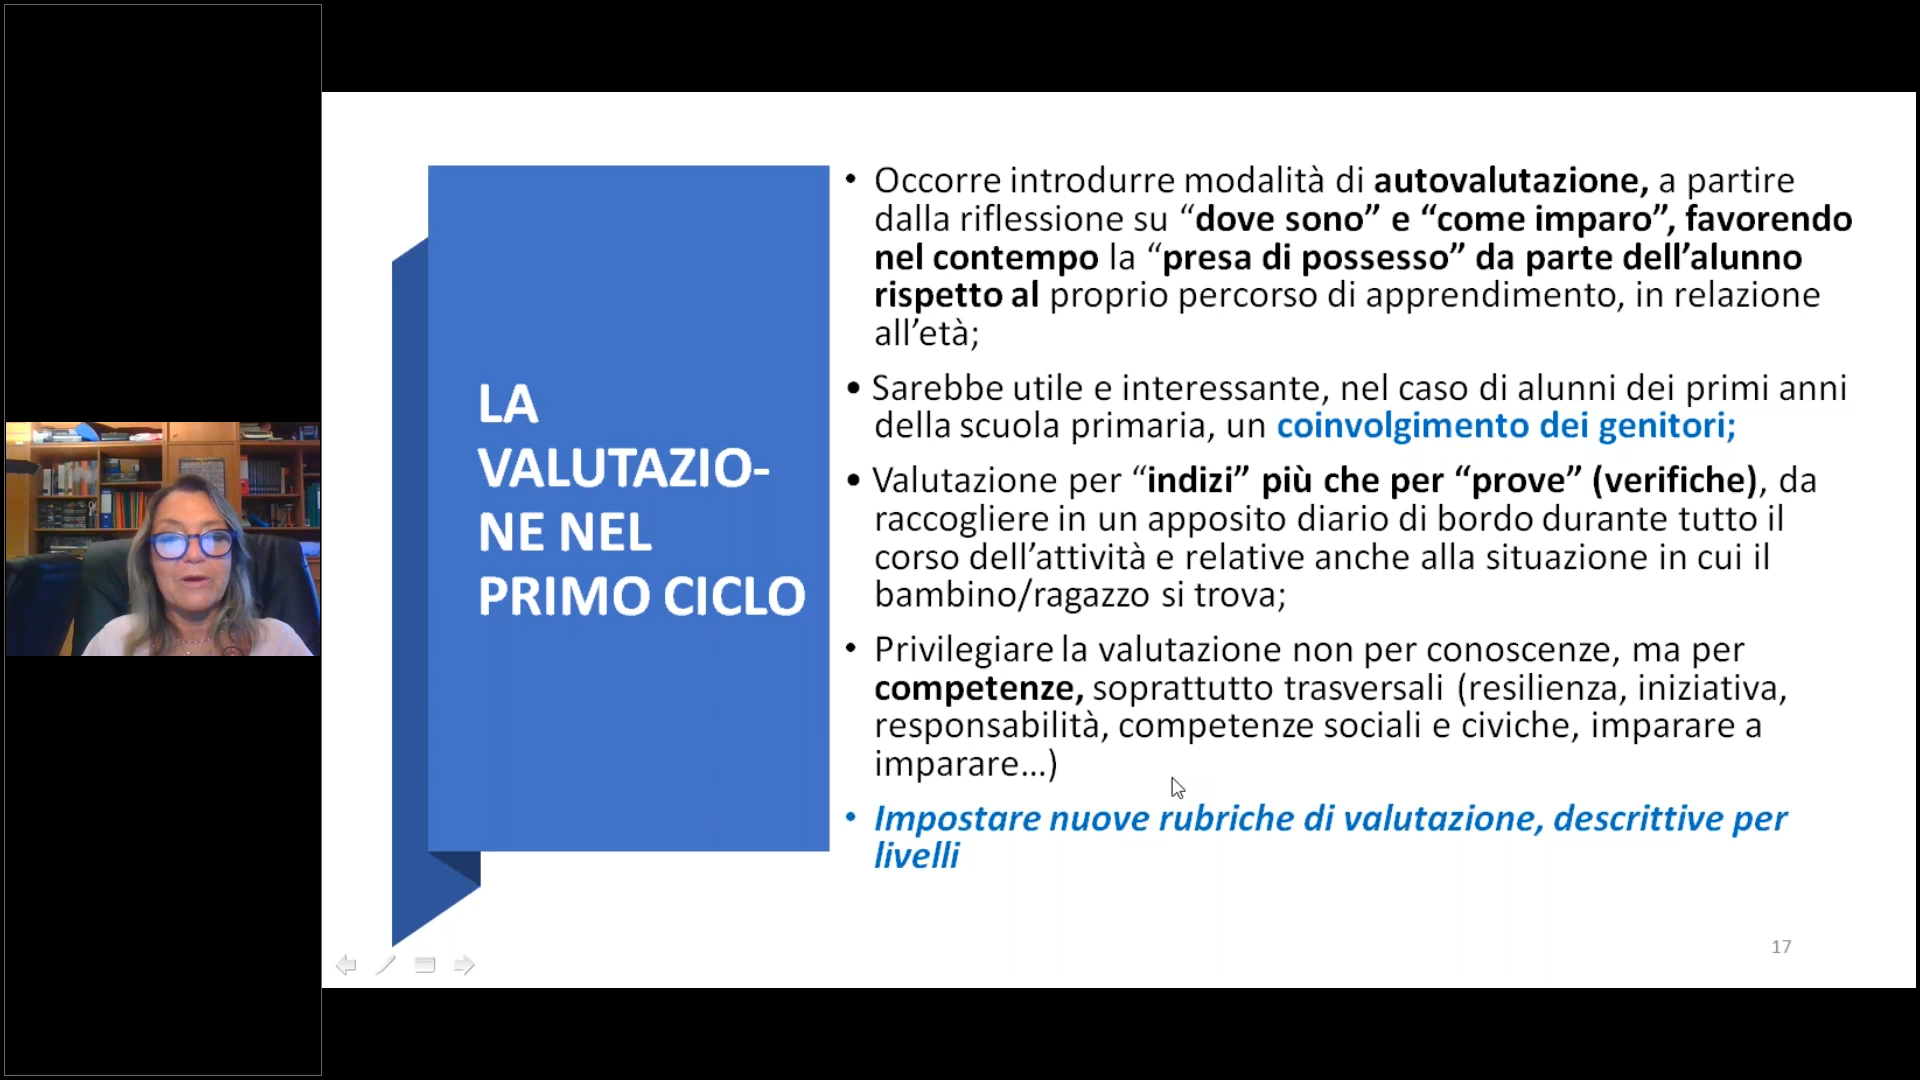 LA
VALUTAZIO-
NE NEL
PRIMO CICLO
• Occorre introdurre modalità di autovalutazione, a partire
dalla riflessione su “dove sono” e “come imparo”, favorendo
nel contempo la “presa di possesso” da parte dell’alunno
rispetto al proprio percorso di apprendimento, in relazione
all’età;
• Sarebbe utile e interessante, nel caso di alunni dei primi anni
della scuola primaria, un coinvolgimento dei genitori;
• Valutazione per “indizi” più che per “prove” (verifiche), da
raccogliere in un apposito diario di bordo durante tutto il
corso dell’attività e relative anche alla situazione in cui il
bambino/ragazzo si trova;
• Privilegiare la valutazione non per conoscenze, ma per
competenze, soprattutto trasversali (resilienza, iniziativa,
responsabilità, competenze sociali e civiche, imparare a
imparare…)
• Impostare nuove rubriche di valutazione, descrittive per
livelli
17